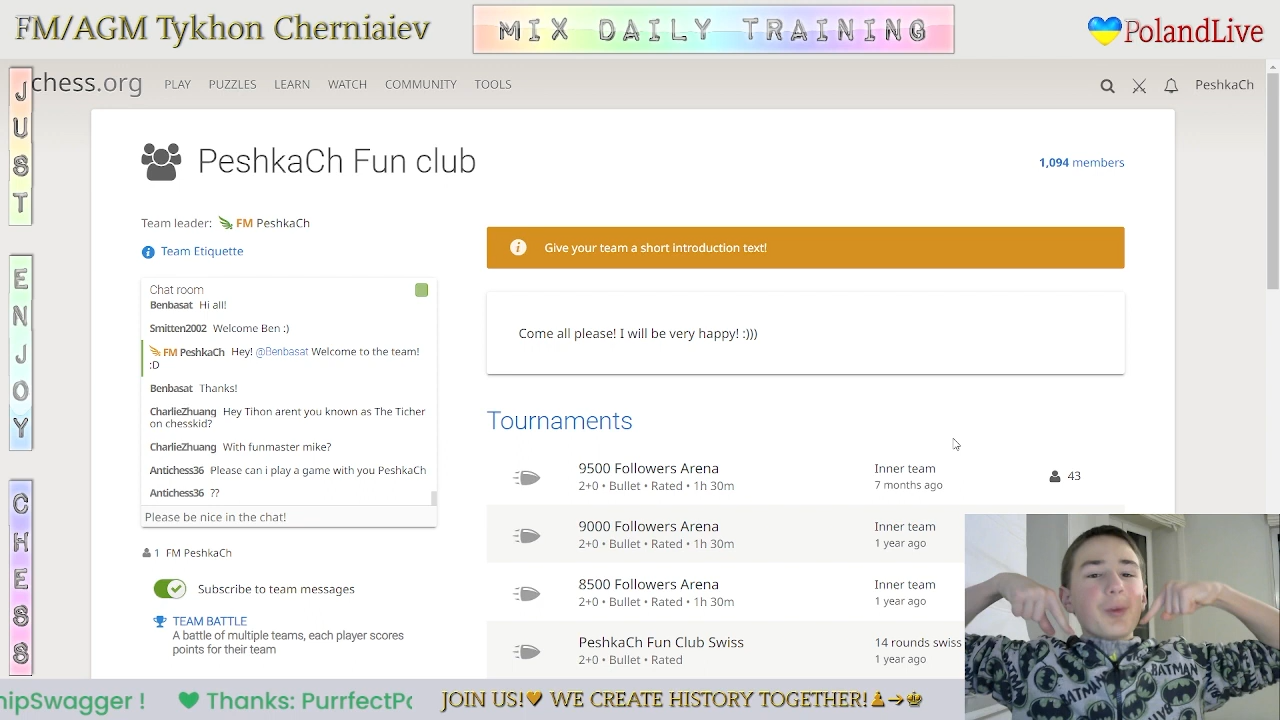 FM/AGM Tykhon Cherniaiev
MIX DAILY TRAINING
PolandLive
JUST
ENJOY
CHESS
chess.org
PLAY
PUZZLES
LEARN
WATCH
COMMUNITY
TOOLS
PeshkaCh
PeshkaCh Fun club
1,094 members
Team leader: FM PeshkaCh
Team Etiquette
Chat room
Benbasat Hi all!
Smitten2002 Welcome Ben :)
FM PeshkaCh Hey! @Benbasat Welcome to the team!
:D
Benbasat Thanks!
CharlieZhuang Hey Tihon arent you known as The Ticher
on chesskid?
CharlieZhuang With funmaster mike?
Antichess36 Please can i play a game with you PeshkaCh
Antichess36 ??
Please be nice in the chat!
1 FM PeshkaCh
Subscribe to team messages
TEAM BATTLE
A battle of multiple teams, each player scores
points for their team
Give your team a short introduction text!
Come all please! I will be very happy! :)))
Tournaments
9500 Followers Arena
2+0 • Bullet • Rated • 1h 30m
Inner team
7 months ago
43
9000 Followers Arena
2+0 • Bullet • Rated • 1h 30m
Inner team
1 year ago
8500 Followers Arena
2+0 • Bullet • Rated • 1h 30m
Inner team
1 year ago
PeshkaCh Fun Club Swiss
2+0 • Bullet • Rated
14 rounds swiss
1 year ago
BATMAN
BATMAN
hipSwagger !
Thanks: PurrfectPo
JOIN US!♥ WE CREATE HISTORY TOGETHER!♟→♚